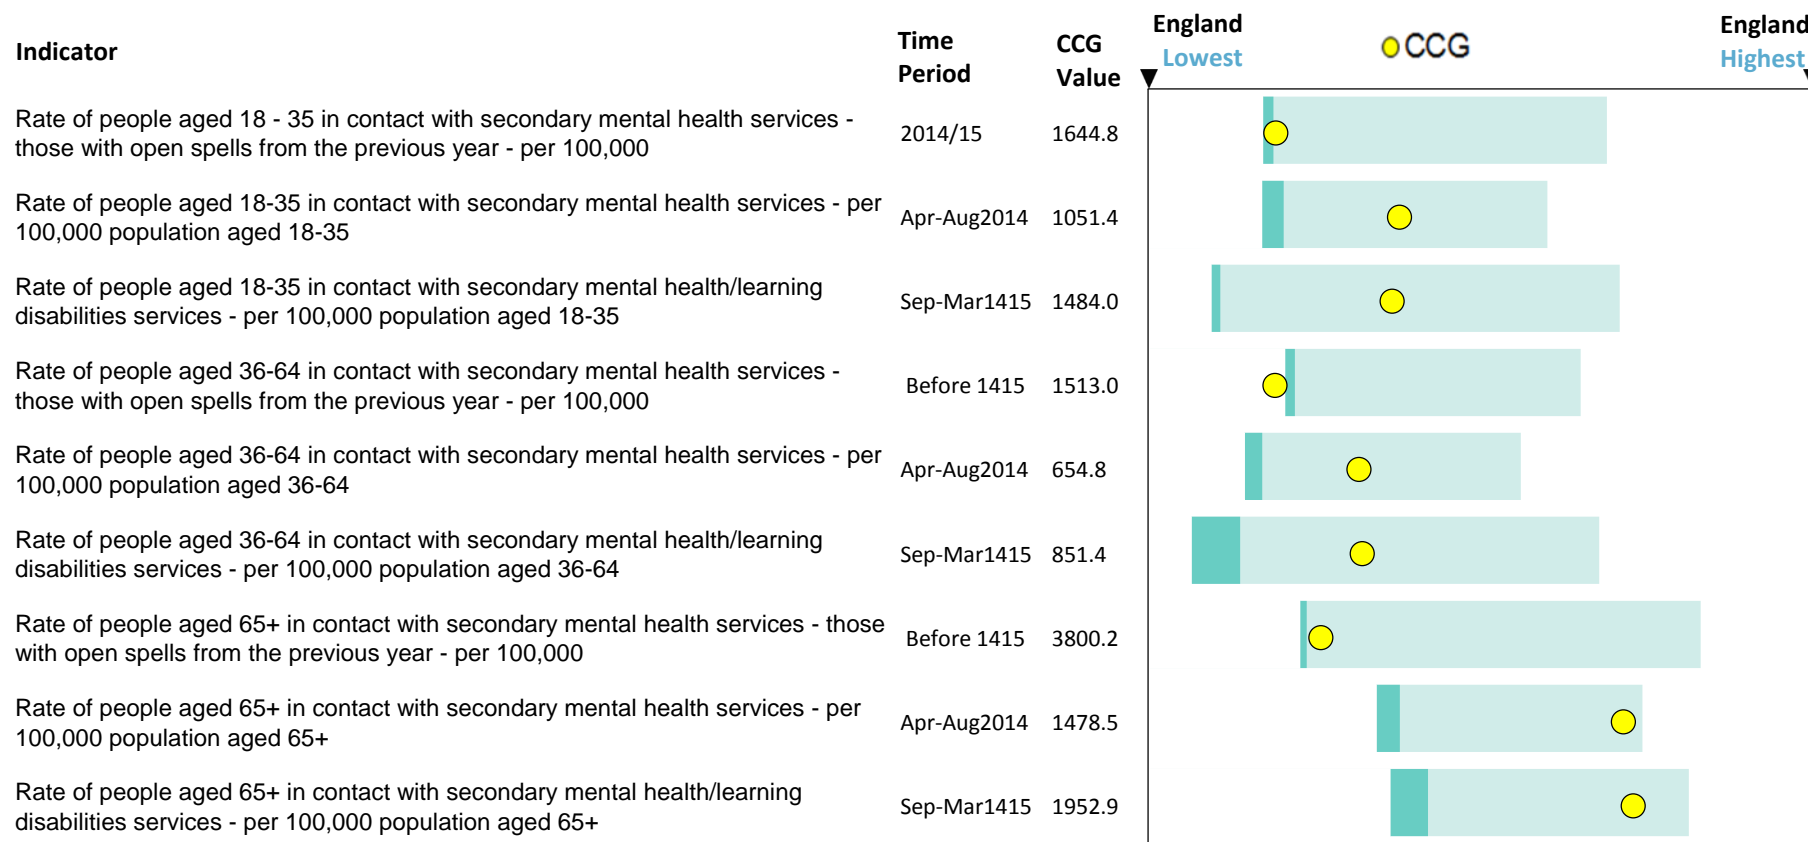 Indicator
Time
Period
CCG
Value
England
Lowest
CCG
England
Highest
Rate of people aged 18 - 35 in contact with secondary mental health services -
those with open spells from the previous year - per 100,000
2014/15
1644.8
Rate of people aged 18-35 in contact with secondary mental health services - per
100,000 population aged 18-35
Apr-Aug2014
1051.4
Rate of people aged 18-35 in contact with secondary mental health/learning
disabilities services - per 100,000 population aged 18-35
Sep-Mar1415
1484.0
Rate of people aged 36-64 in contact with secondary mental health services -
those with open spells from the previous year - per 100,000
Before 1415
1513.0
Rate of people aged 36-64 in contact with secondary mental health services - per
100,000 population aged 36-64
Apr-Aug2014
654.8
Rate of people aged 36-64 in contact with secondary mental health/learning
disabilities services - per 100,000 population aged 36-64
Sep-Mar1415
851.4
Rate of people aged 65+ in contact with secondary mental health services - those
with open spells from the previous year - per 100,000
Before 1415
3800.2
Rate of people aged 65+ in contact with secondary mental health services - per
100,000 population aged 65+
Apr-Aug2014
1478.5
Rate of people aged 65+ in contact with secondary mental health/learning
disabilities services - per 100,000 population aged 65+
Sep-Mar1415
1952.9